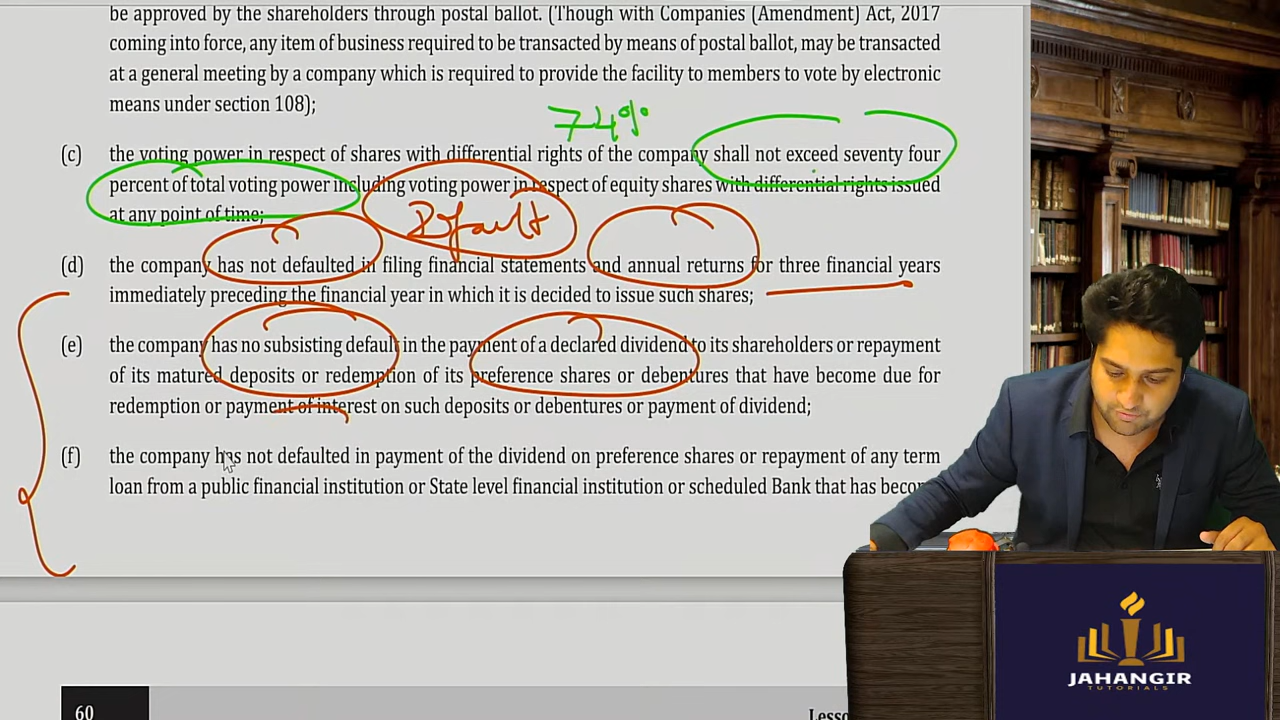 be approved by the shareholders through postal ballot. (Though with Companies (Amendment) Act, 2017
coming into force, any item of business required to be transacted by means of postal ballot, may be transacted
at a general meeting by a company which is required to provide the facility to members to vote by electronic
means under section 108);
74%
(c) the voting power in respect of shares with differential rights of the company shall not exceed seventy four
percent of total voting power including voting power in respect of equity shares with differential rights issued
at any point of time;
Default
(d) the company has not defaulted in filing financial statements and annual returns for three financial years
immediately preceding the financial year in which it is decided to issue such shares;
(e) the company has no subsisting default in the payment of a declared dividend to its shareholders or repayment
of its matured deposits or redemption of its preference shares or debentures that have become due for
redemption or payment of interest on such deposits or debentures or payment of dividend;
(f) the company has not defaulted in payment of the dividend on preference shares or repayment of any term
loan from a public financial institution or State level financial institution or scheduled Bank that has
60
JAHANGIR
TUTORIALS